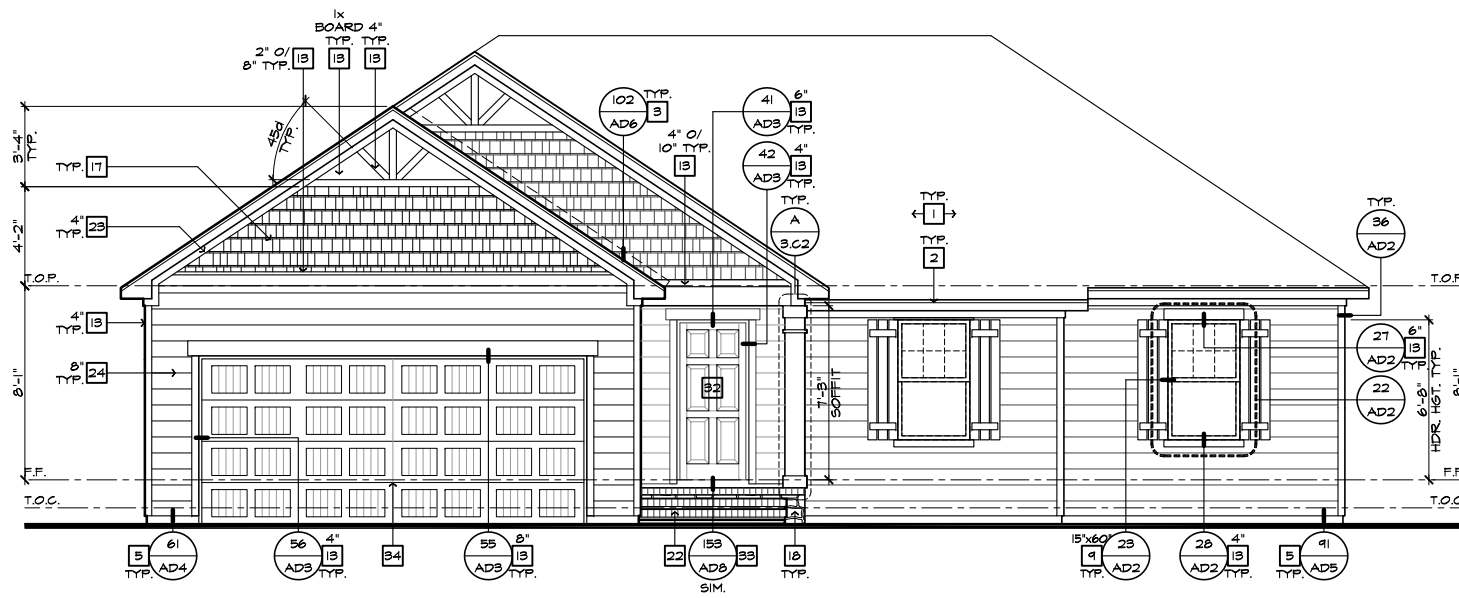 1x
BOARD 4"
TYP. TYP.
2" O/
8" TYP.
13
13
13
45d
TYP.
102
AD6
TYP.
3
41
AD3
6"
13
TYP.
4" O/
10" TYP.
13
42
AD3
4"
13
TYP.
TYP.
A
3.C2
TYP.
1
TYP.
2
TYP.
36
AD2
3'-4"
TYP.
TYP. 17
4"
TYP. 23
4'-2"
T.O.P.
T.O.P.
4"
TYP. 13
8"
TYP. 24
8'-1"
32
7'-3"
SOFFIT
27
AD2
6"
13
TYP.
22
AD2
6'-8"
HDR. HGT. TYP.
8'-1"
F.F.
F.F.
T.O.C.
T.O.C.
5
TYP.
61
AD4
56
AD3
4"
13
TYP.
34
55
AD3
8"
13
TYP.
22
153
AD8
SIM.
33
18
TYP.
15"x60"
9
TYP.
23
AD2
28
AD2
4"
13
TYP.
5
TYP.
91
AD5